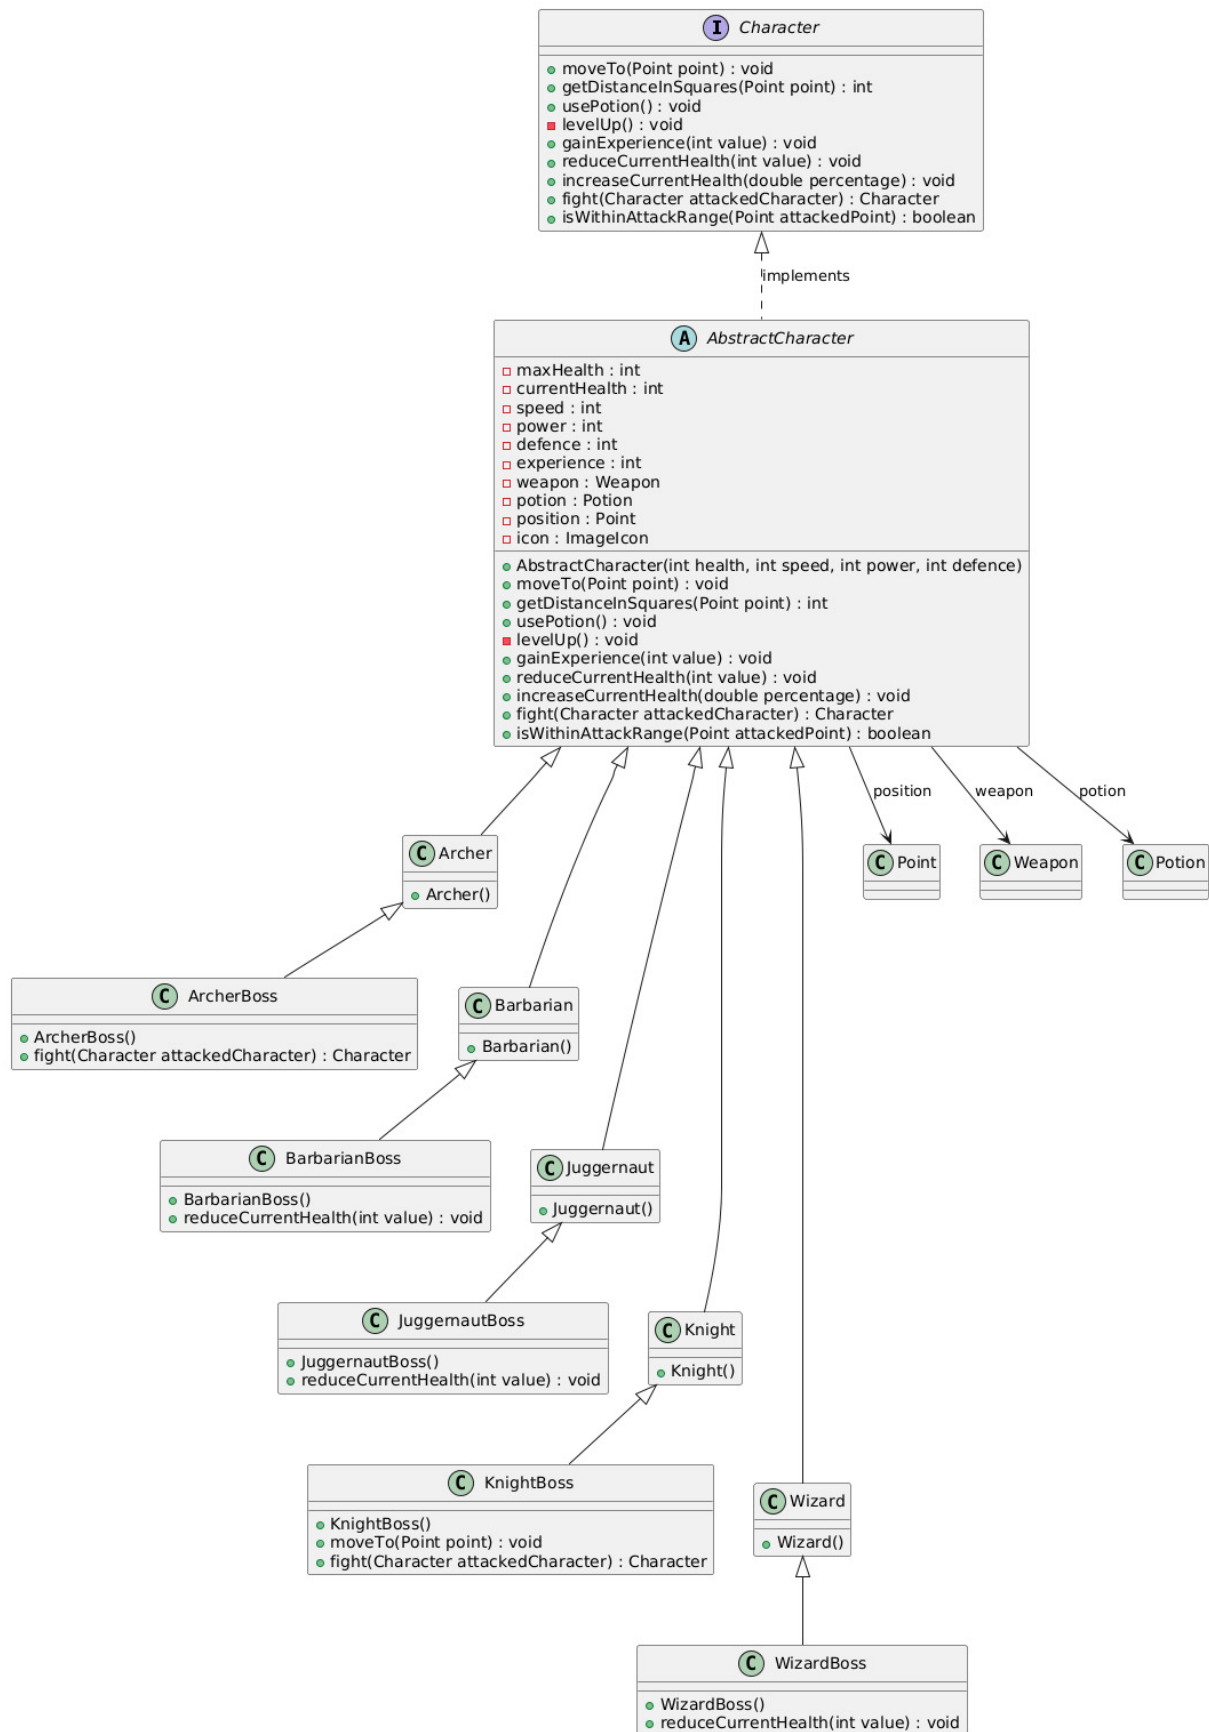 I Character
moveTo(Point point) : void
getDistanceInSquares(Point point) : int
usePotion() : void
levelUp() : void
gainExperience(int value) : void
reduceCurrentHealth(int value) : void
increaseCurrentHealth(double percentage) : void
fight(Character attackedCharacter) : Character
isWithinAttackRange(Point attackedPoint) : boolean
implements
A AbstractCharacter
maxHealth : int
currentHealth : int
speed : int
power : int
defence : int
experience : int
weapon : Weapon
potion : Potion
position : Point
icon : ImageIcon
AbstractCharacter(int health, int speed, int power, int defence)
moveTo(Point point) : void
getDistanceInSquares(Point point) : int
usePotion() : void
levelUp() : void
gainExperience(int value) : void
reduceCurrentHealth(int value) : void
increaseCurrentHealth(double percentage) : void
fight(Character attackedCharacter) : Character
isWithinAttackRange(Point attackedPoint) : boolean
position
weapon
potion
C Archer
Archer()
C Point
C Weapon
C Potion
C ArcherBoss
ArcherBoss()
fight(Character attackedCharacter) : Character
C Barbarian
Barbarian()
C BarbarianBoss
BarbarianBoss()
reduceCurrentHealth(int value) : void
C Juggernaut
Juggernaut()
C JuggernautBoss
JuggernautBoss()
reduceCurrentHealth(int value) : void
C Knight
Knight()
C KnightBoss
KnightBoss()
moveTo(Point point) : void
fight(Character attackedCharacter) : Character
C Wizard
Wizard()
C WizardBoss
WizardBoss()
reduceCurrentHealth(int value) : void